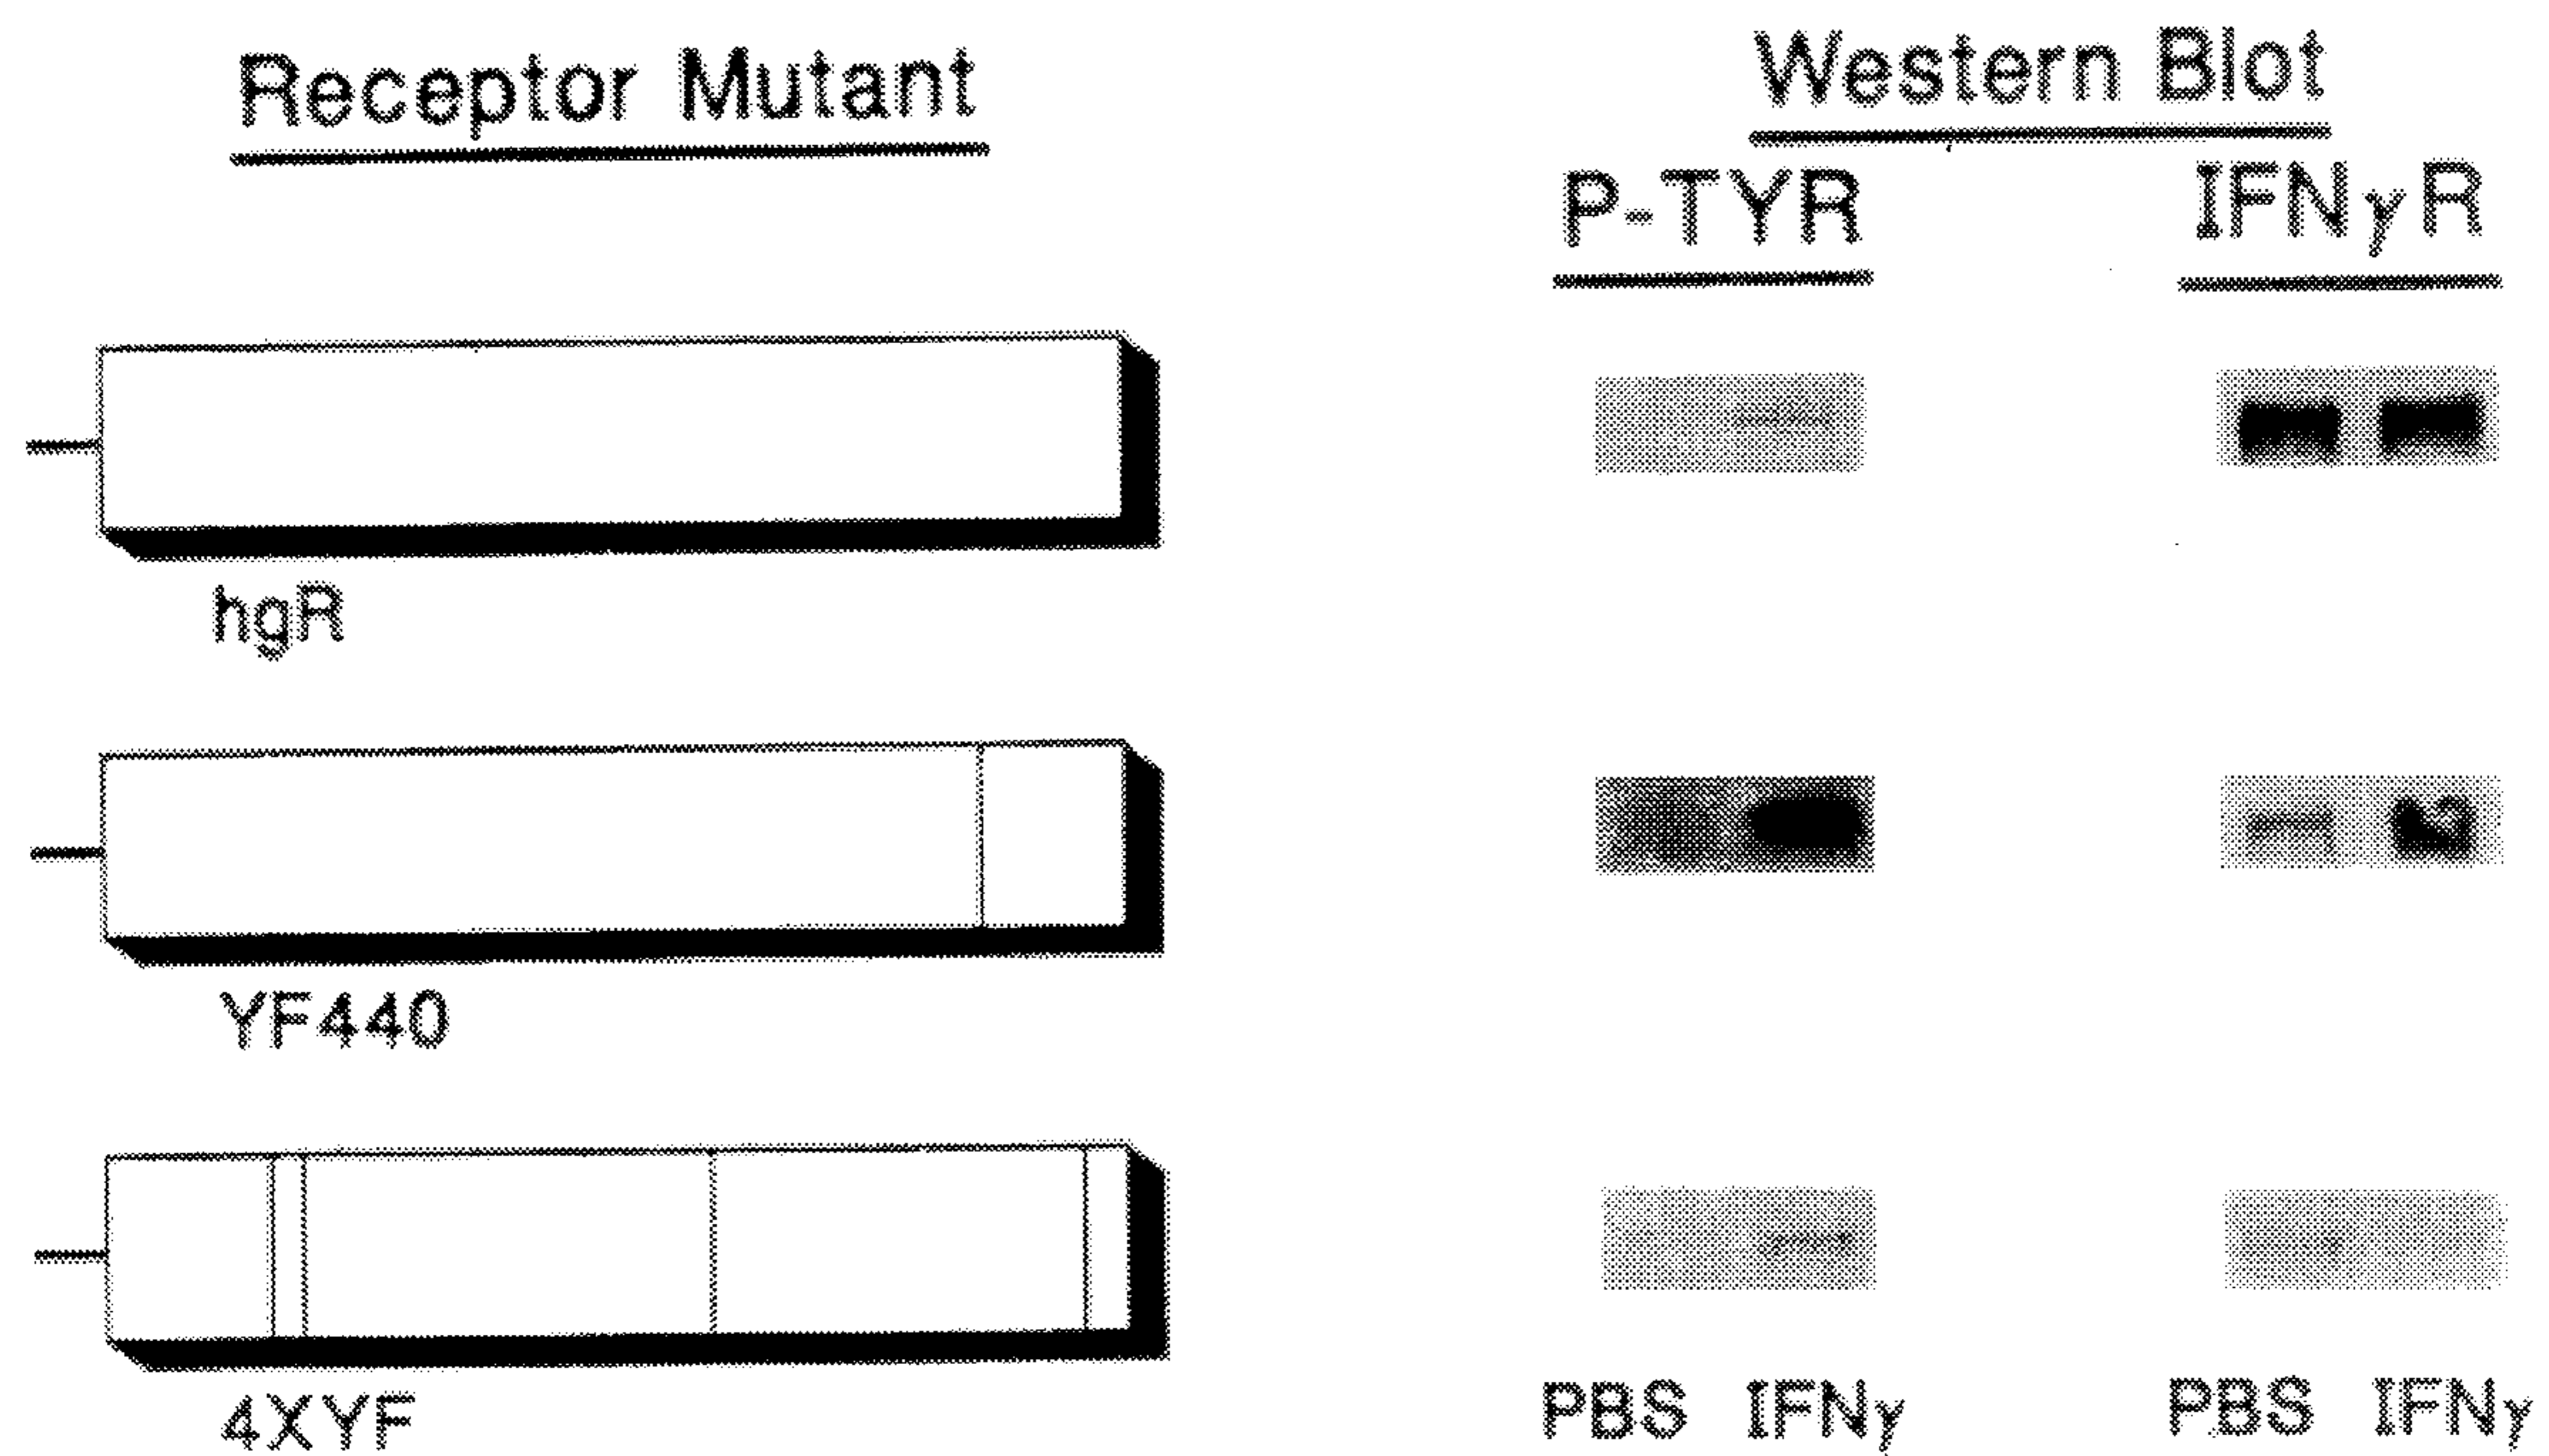 Receptor Mutant
Western Blot
P-TYR
IFNγR
hgR
YF440
4XYF
PBS IFNγ
PBS IFNγ